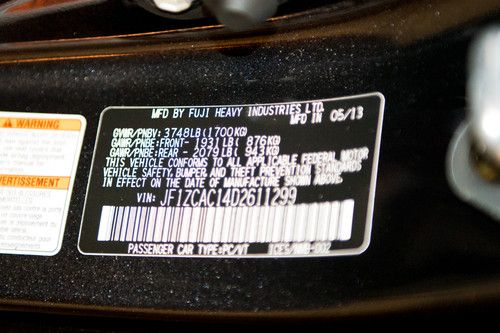 MFD BY FUJI HEAVY INDUSTRIES LTD.
MFD IN 05/13
GVWR/PNBV: 3748LB(1700KG)
GAWR/PNBE:FRONT- 1931LB( 876KG)
GAWR/PNBE:REAR - 2079LB( 943KG)
THIS VEHICLE CONFORMS TO ALL APPLICABLE FEDERAL MOTOR
VEHICLE SAFETY, BUMPER, AND THEFT PREVENTION STANDARDS
IN EFFECT ON THE DATE OF MANUFACTURE SHOWN ABOVE.
VIN: JF1ZCAC14D2611299
PASSENGER CAR TYPE:PC/VT
WARNING
ERTISSEMENT